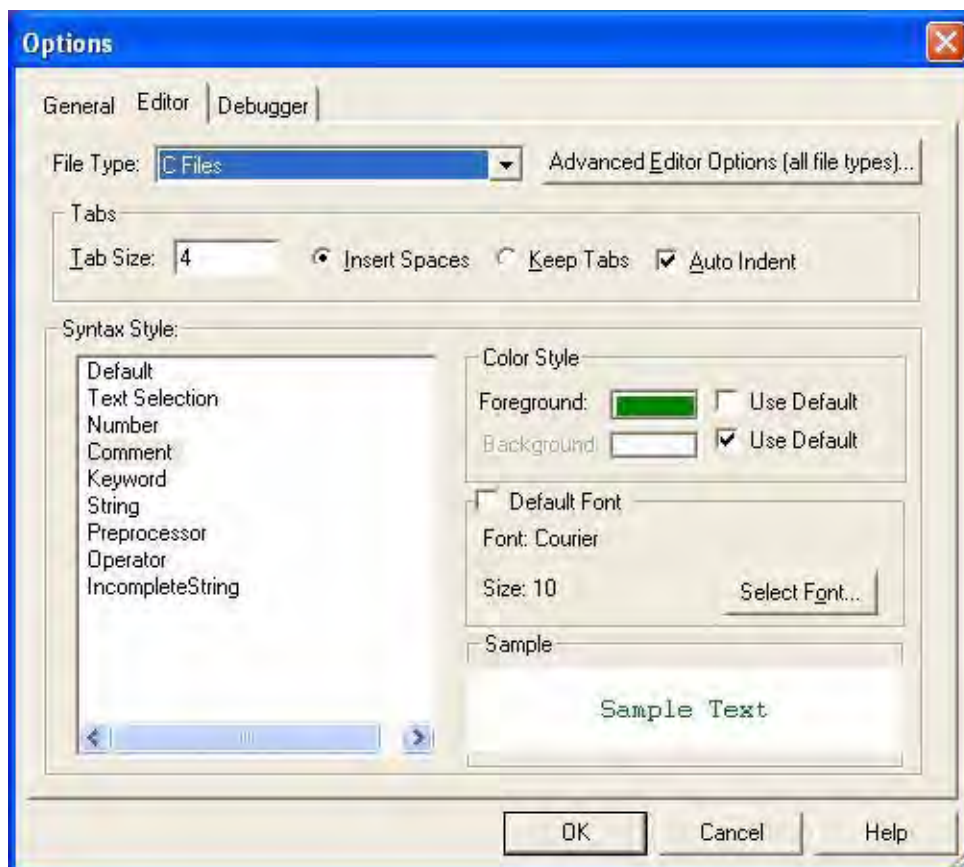 Options
General Editor Debugger
File Type: C Files Advanced Editor Options (all file types)...
Tabs
Tab Size: 4 Insert Spaces Keep Tabs Auto Indent
Syntax Style:
Default
Text Selection
Number
Comment
Keyword
String
Preprocessor
Operator
IncompleteString
Color Style
Foreground: Use Default
Background: Use Default
Default Font
Font: Courier
Size: 10 Select Font...
Sample
Sample Text
OK Cancel Help